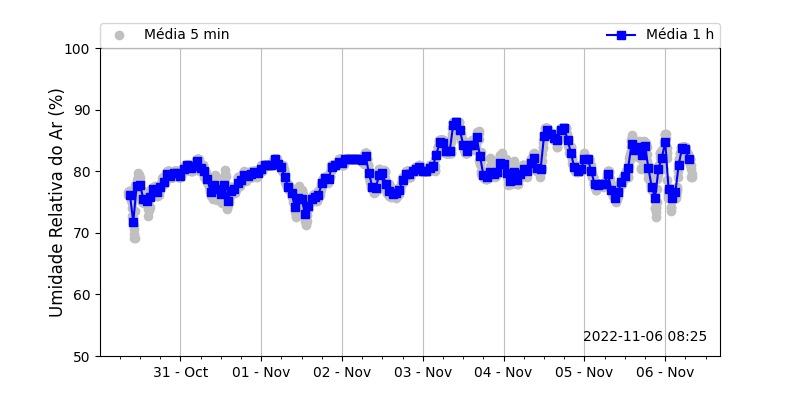 Média 5 min
Média 1 h
Umidade Relativa do Ar (%)
100
90
80
70
60
50
2022-11-06 08:25
31 - Oct
01 - Nov
02 - Nov
03 - Nov
04 - Nov
05 - Nov
06 - Nov